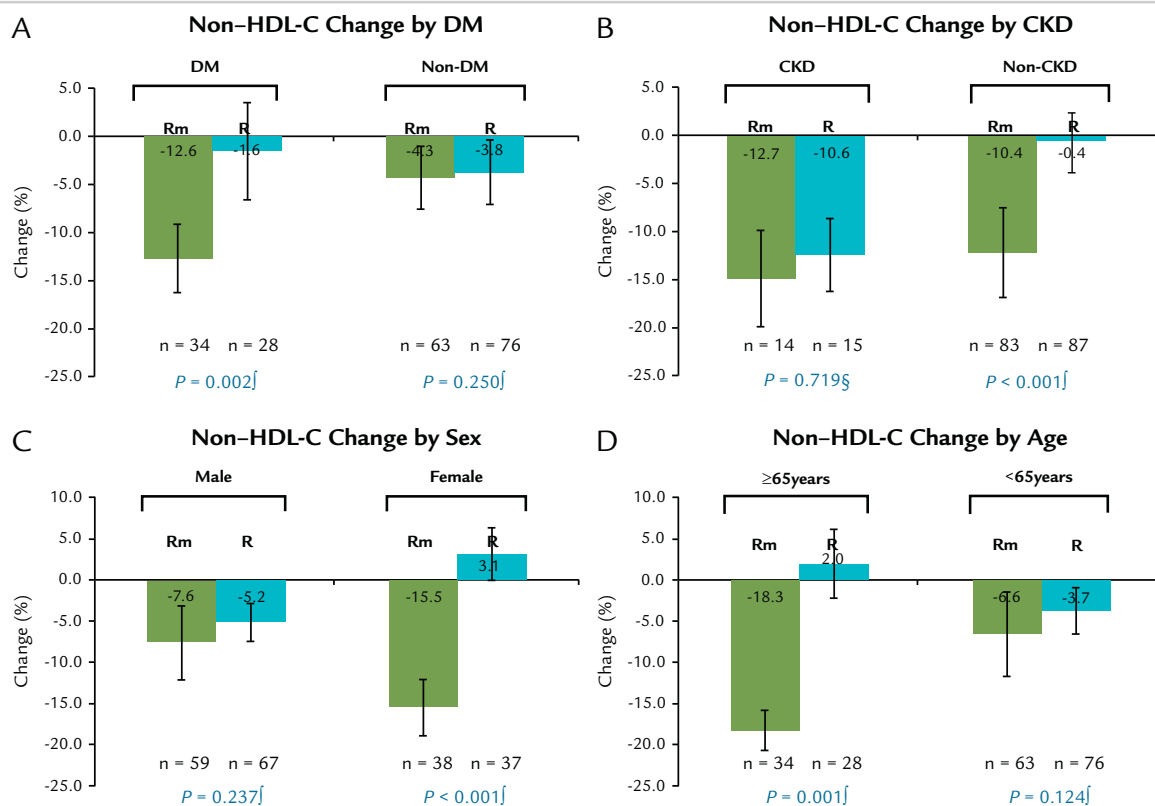 A
Non–HDL-C Change by DM
DM
Non-DM
5.0
0.0
-5.0
-10.0
-15.0
-20.0
-25.0
Change (%)
Rm
R
Rm
R
-12.6
-1.6
-4.3
-3.8
n = 34
n = 28
n = 63
n = 76
P = 0.002∫
P = 0.250∫
B
Non–HDL-C Change by CKD
CKD
Non-CKD
5.0
0.0
-5.0
-10.0
-15.0
-20.0
-25.0
Change (%)
Rm
R
Rm
R
-12.7
-10.6
-10.4
-0.4
n = 14
n = 15
n = 83
n = 87
P = 0.719§
P < 0.001∫
C
Non–HDL-C Change by Sex
Male
Female
10.0
5.0
0.0
-5.0
-10.0
-15.0
-20.0
-25.0
Change (%)
Rm
R
Rm
R
-7.6
-5.2
-15.5
3.1
n = 59
n = 67
n = 38
n = 37
P = 0.237∫
P < 0.001∫
D
Non–HDL-C Change by Age
≥65years
<65years
10.0
5.0
0.0
-5.0
-10.0
-15.0
-20.0
-25.0
Change (%)
Rm
R
Rm
R
-18.3
2.0
-6.6
-3.7
n = 34
n = 28
n = 63
n = 76
P = 0.001∫
P = 0.124∫